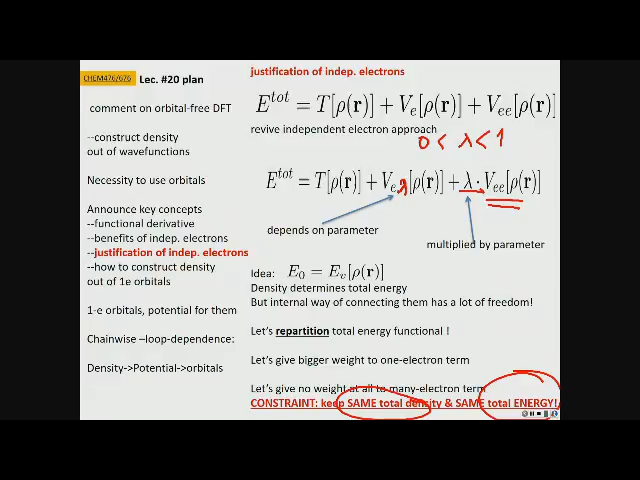 CHEM476/676
Lec. #20 plan
comment on orbital-free DFT
--construct density
out of wavefunctions
Necessity to use orbitals
Announce key concepts
--functional derivative
--benefits of indep. electrons
--justification of indep. electrons
--how to construct density
out of 1e orbitals
1-e orbitals, potential for them
Chainwise –loop-dependence:
Density->Potential->orbitals
justification of indep. electrons
E^{tot} = T[ρ(r)] + V_e[ρ(r)] + V_{ee}[ρ(r)]
revive independent electron approach
0 < λ < 1
E^{tot} = T[ρ(r)] + V_{eλ}[ρ(r)] + λ · V_{ee}[ρ(r)]
depends on parameter
multiplied by parameter
Idea: E_0 = E_v[ρ(r)]
Density determines total energy
But internal way of connecting them has a lot of freedom!
Let's repartition total energy functional !
Let's give bigger weight to one-electron term
Let's give no weight at all to many-electron term
CONSTRAINT: keep SAME total density & SAME total ENERGY!